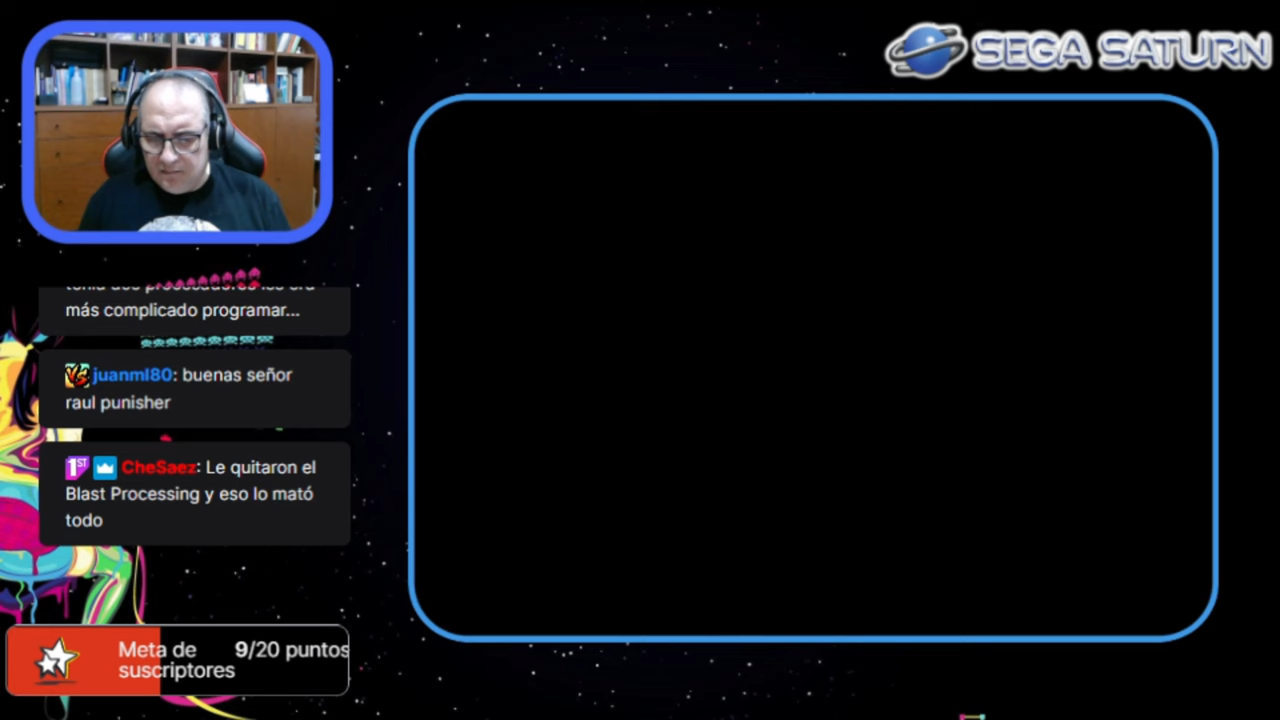 SEGA SATURN
más complicado programar...
juanml80: buenas señor
raul punisher
1ST CheSaez: Le quitaron el
Blast Processing y eso lo mató
todo
Meta de
suscriptores
9/20 puntos